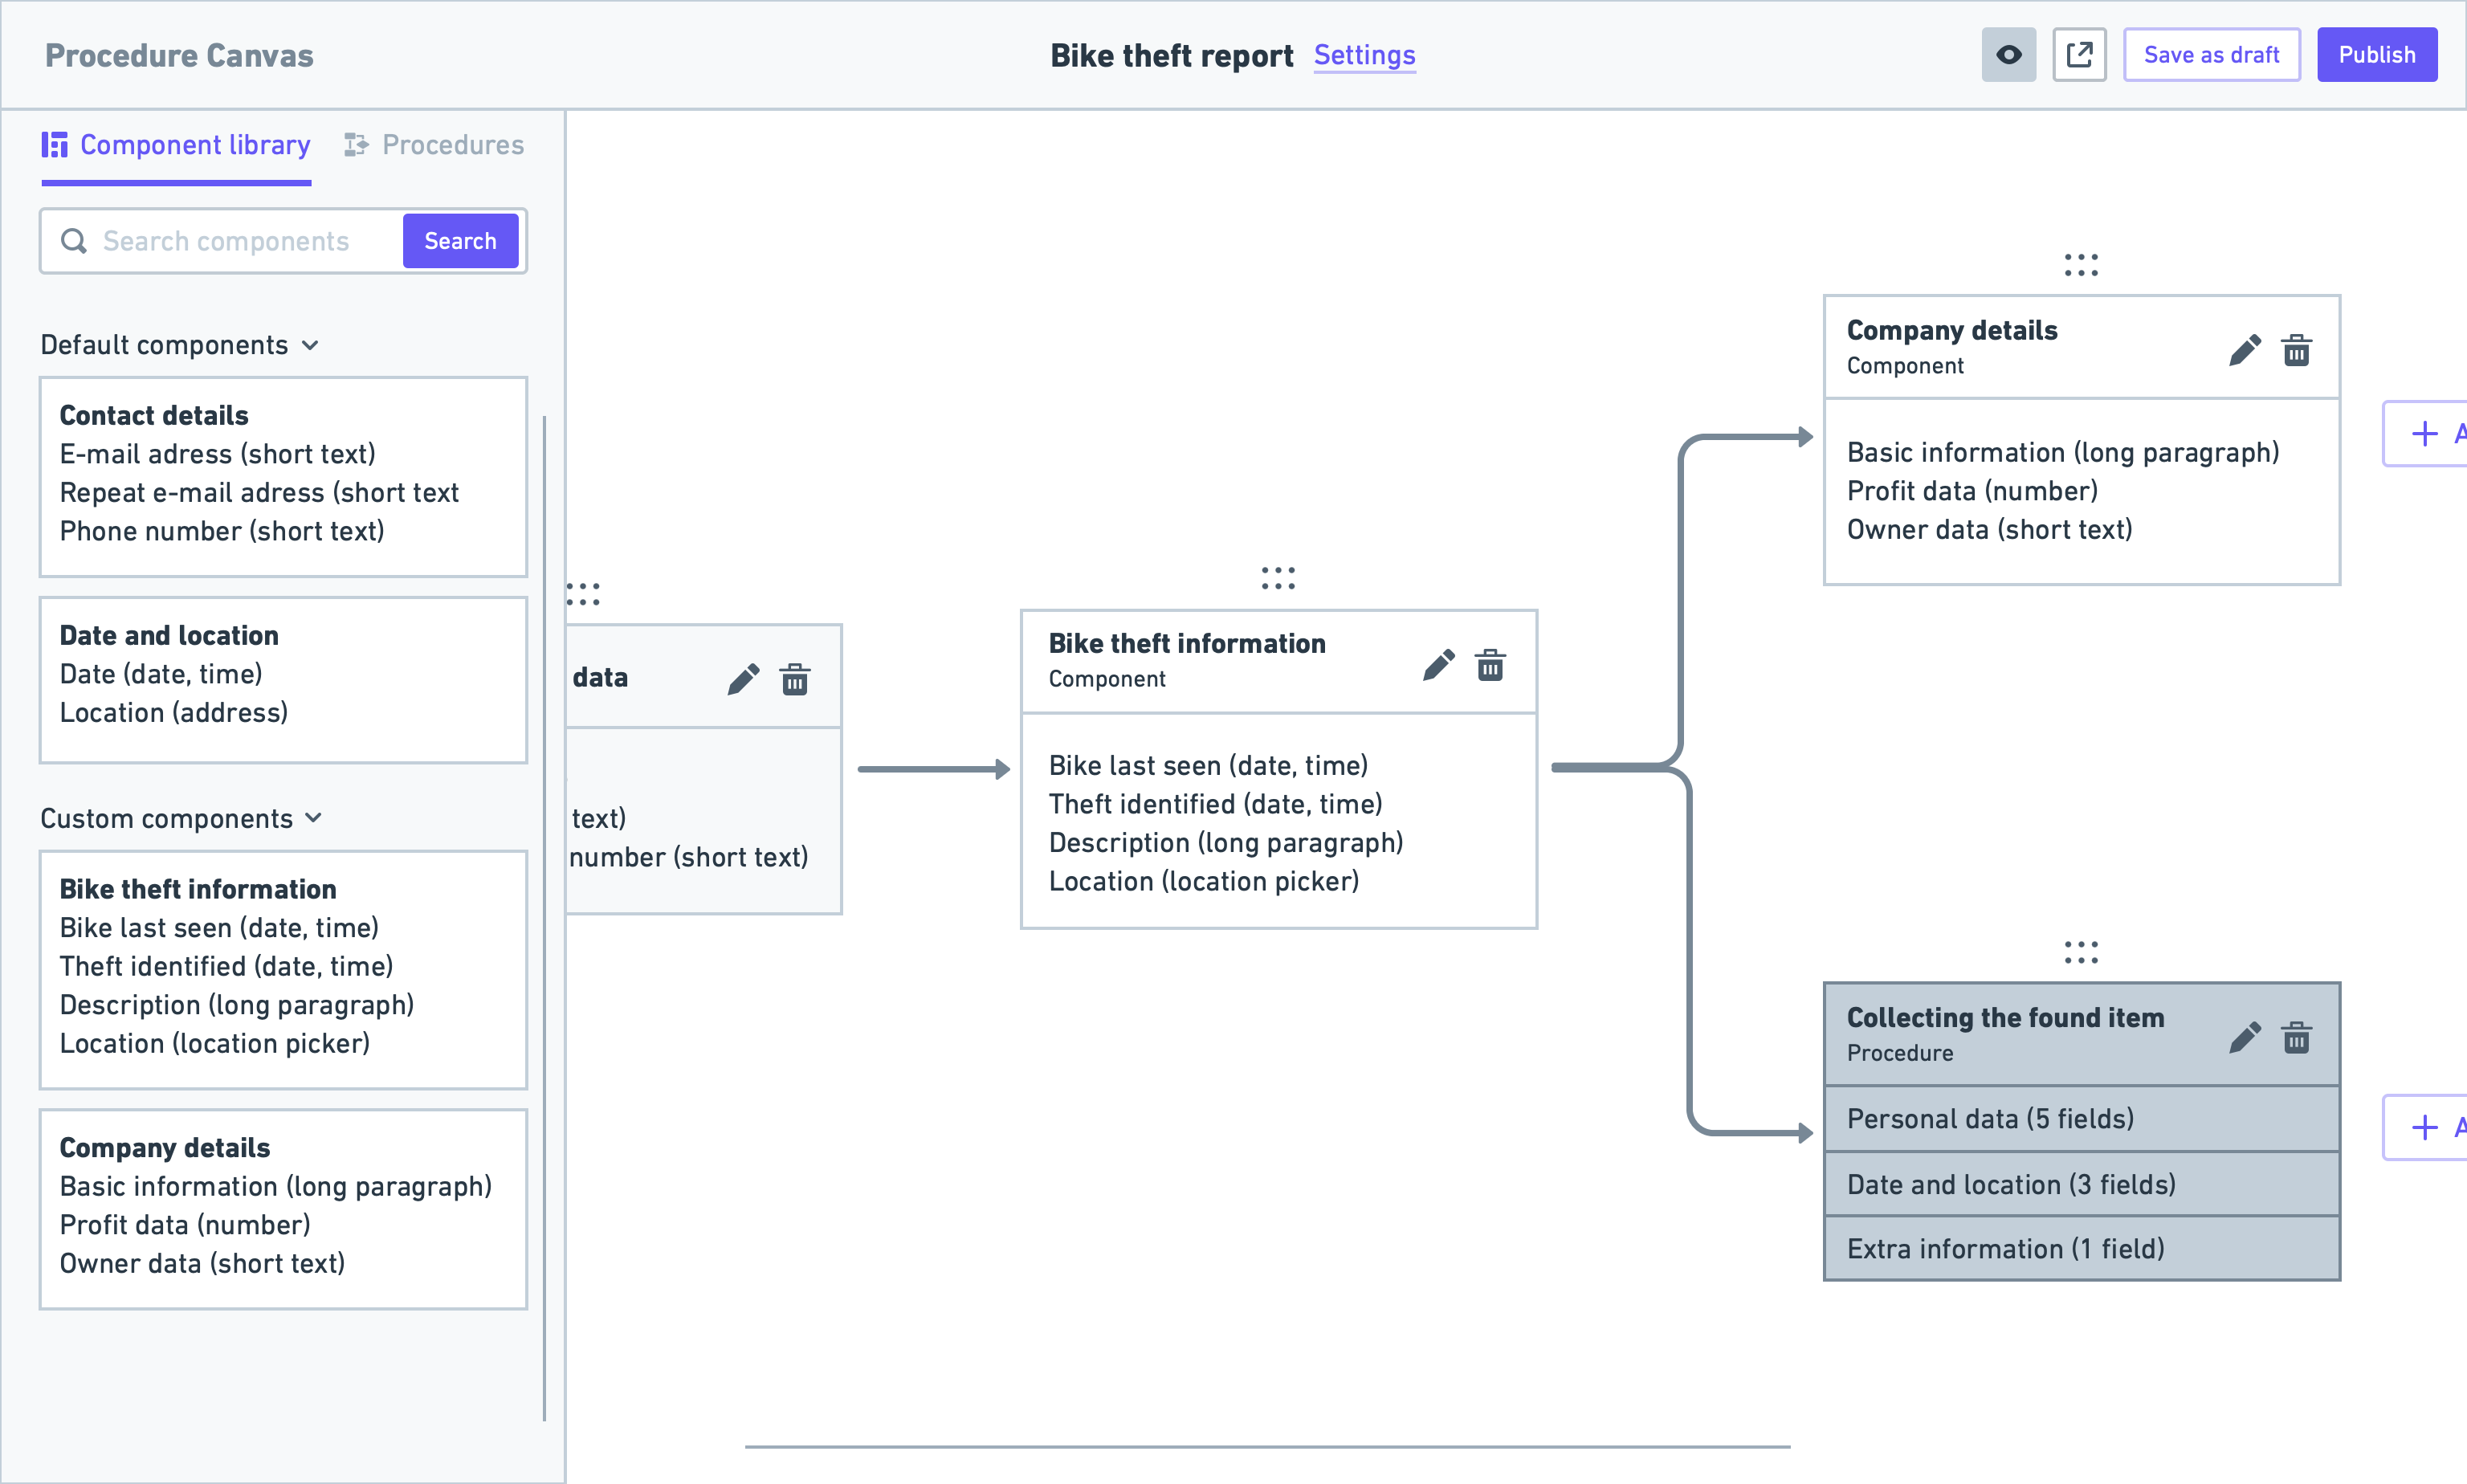 Procedure Canvas
Bike theft report Settings
Save as draft
Publish
Component library
Procedures
Search components
Search
Default components
Contact details
E-mail adress (short text)
Repeat e-mail adress (short text
Phone number (short text)
Date and location
Date (date, time)
Location (address)
Custom components
Bike theft information
Bike last seen (date, time)
Theft identified (date, time)
Description (long paragraph)
Location (location picker)
Company details
Basic information (long paragraph)
Profit data (number)
Owner data (short text)
data
text)
number (short text)
Bike theft information
Component
Bike last seen (date, time)
Theft identified (date, time)
Description (long paragraph)
Location (location picker)
Company details
Component
Basic information (long paragraph)
Profit data (number)
Owner data (short text)
Collecting the found item
Procedure
Personal data (5 fields)
Date and location (3 fields)
Extra information (1 field)